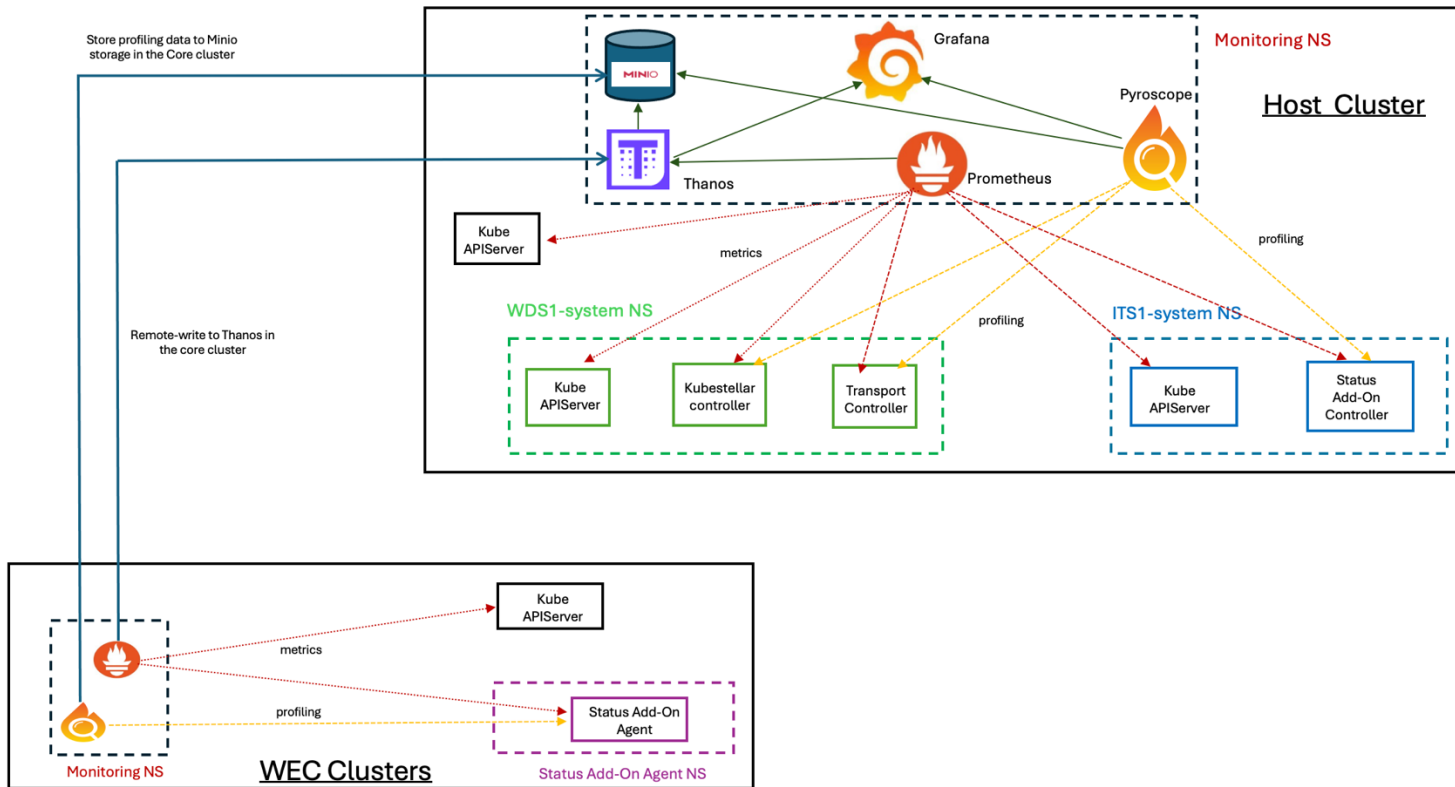 Store profiling data to Minio
storage in the Core cluster
Grafana
Monitoring NS
MINIO
Pyroscope
Host Cluster
Thanos
Prometheus
Kube
APIServer
metrics
profiling
Remote-write to Thanos in
the core cluster
WDS1-system NS
profiling
ITS1-system NS
Kube
APIServer
Kubestellar
controller
Transport
Controller
Kube
APIServer
Status
Add-On
Controller
Kube
APIServer
metrics
profiling
Status Add-On
Agent
Monitoring NS
WEC Clusters
Status Add-On Agent NS